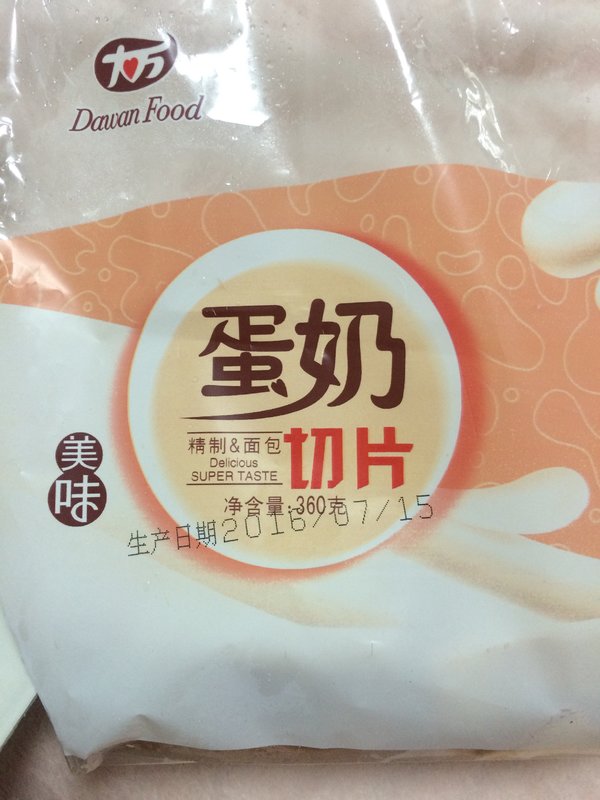 大万
Dawan Food
蛋奶
精制&面包
Delicious
SUPER TASTE
切片
净含量:360克
生产日期2016/07/15
美味